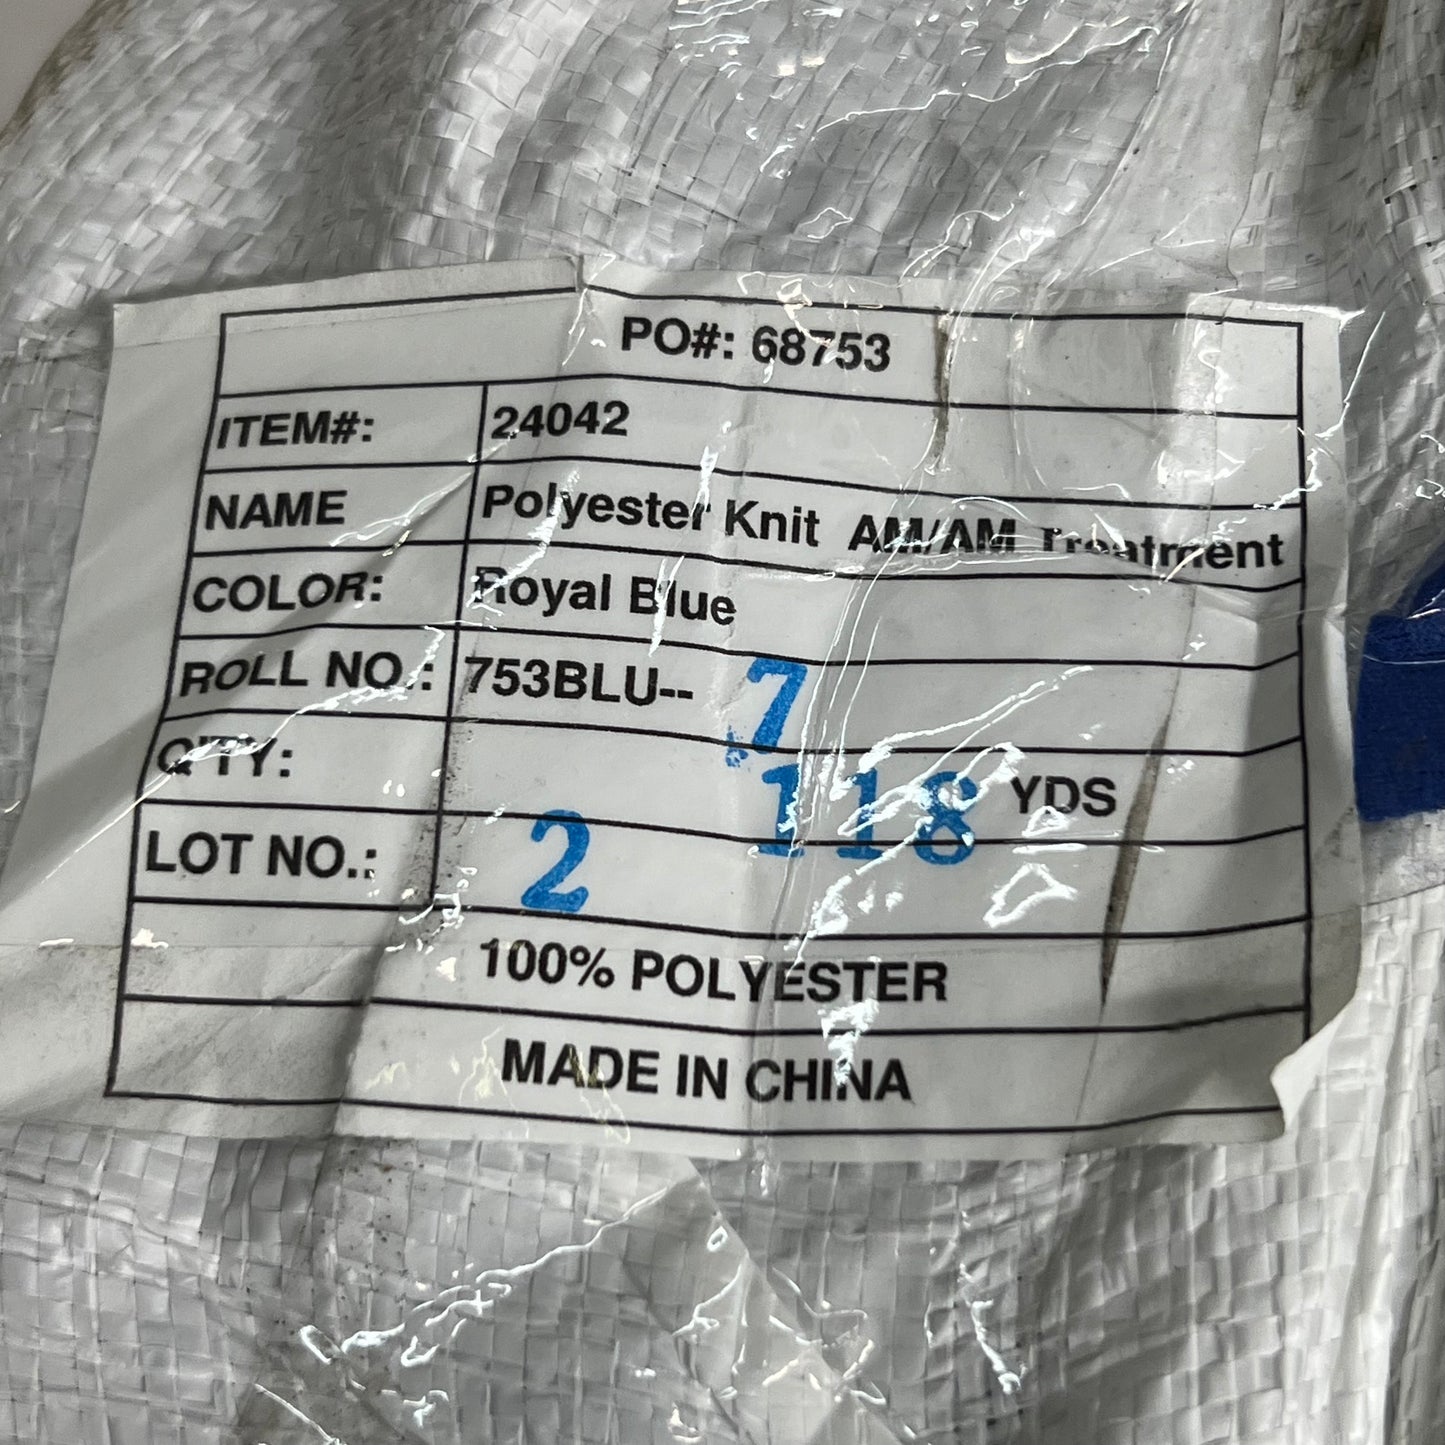 PO#: 68753
ITEM#: 24042
NAME Polyester Knit AM/AM Treatment
COLOR: Royal Blue
ROLL NO.: 753BLU-- 7
Q'TY: 118 YDS
LOT NO.: 2
100% POLYESTER
MADE IN CHINA